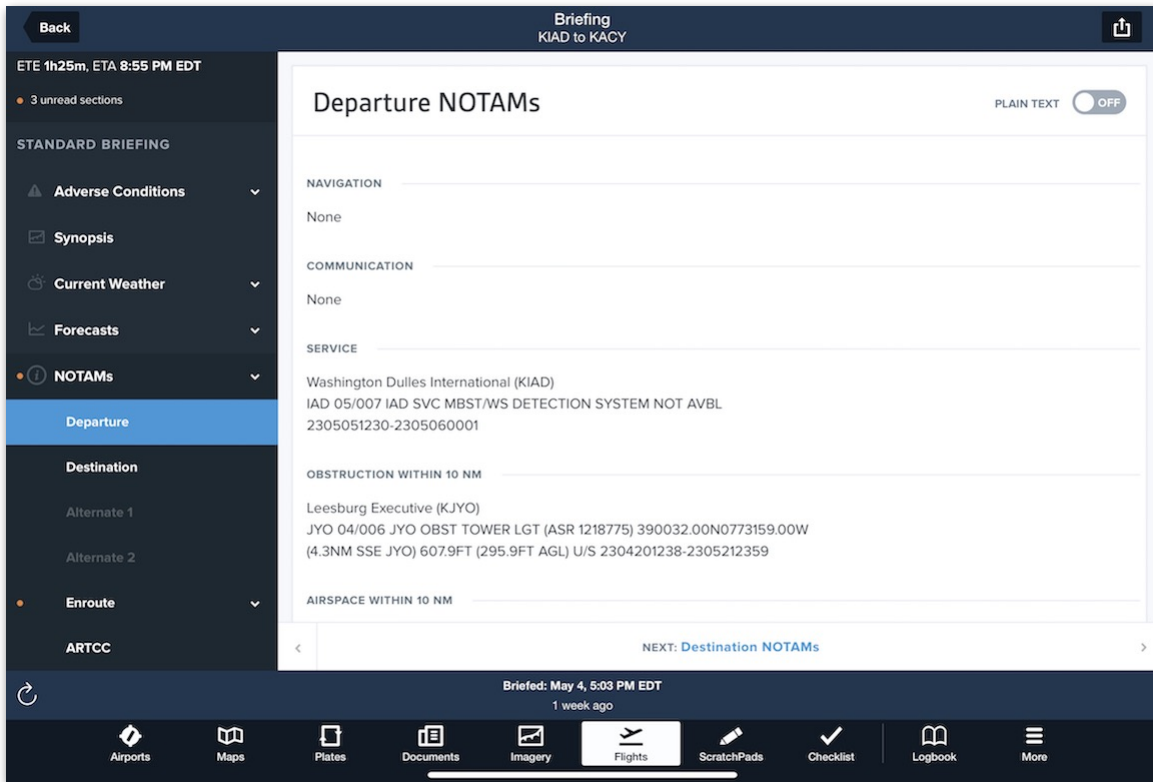 Back
Briefing
KIAD to KACY
ETE 1h25m, ETA 8:55 PM EDT
3 unread sections
STANDARD BRIEFING
Adverse Conditions
Synopsis
Current Weather
Forecasts
NOTAMs
Departure
Destination
Alternate 1
Alternate 2
Enroute
ARTCC
Departure NOTAMs
PLAIN TEXT OFF
NAVIGATION
None
COMMUNICATION
None
SERVICE
Washington Dulles International (KIAD)
IAD 05/007 IAD SVC MBST/WS DETECTION SYSTEM NOT AVBL
2305051230-2305060001
OBSTRUCTION WITHIN 10 NM
Leesburg Executive (KJYO)
JYO 04/006 JYO OBST TOWER LGT (ASR 1218775) 390032.00N0773159.00W
(4.3NM SSE JYO) 607.9FT (295.9FT AGL) U/S 2304201238-2305212359
AIRSPACE WITHIN 10 NM
NEXT: Destination NOTAMs
Briefed: May 4, 5:03 PM EDT
1 week ago
Airports
Maps
Plates
Documents
Imagery
Flights
ScratchPads
Checklist
Logbook
More